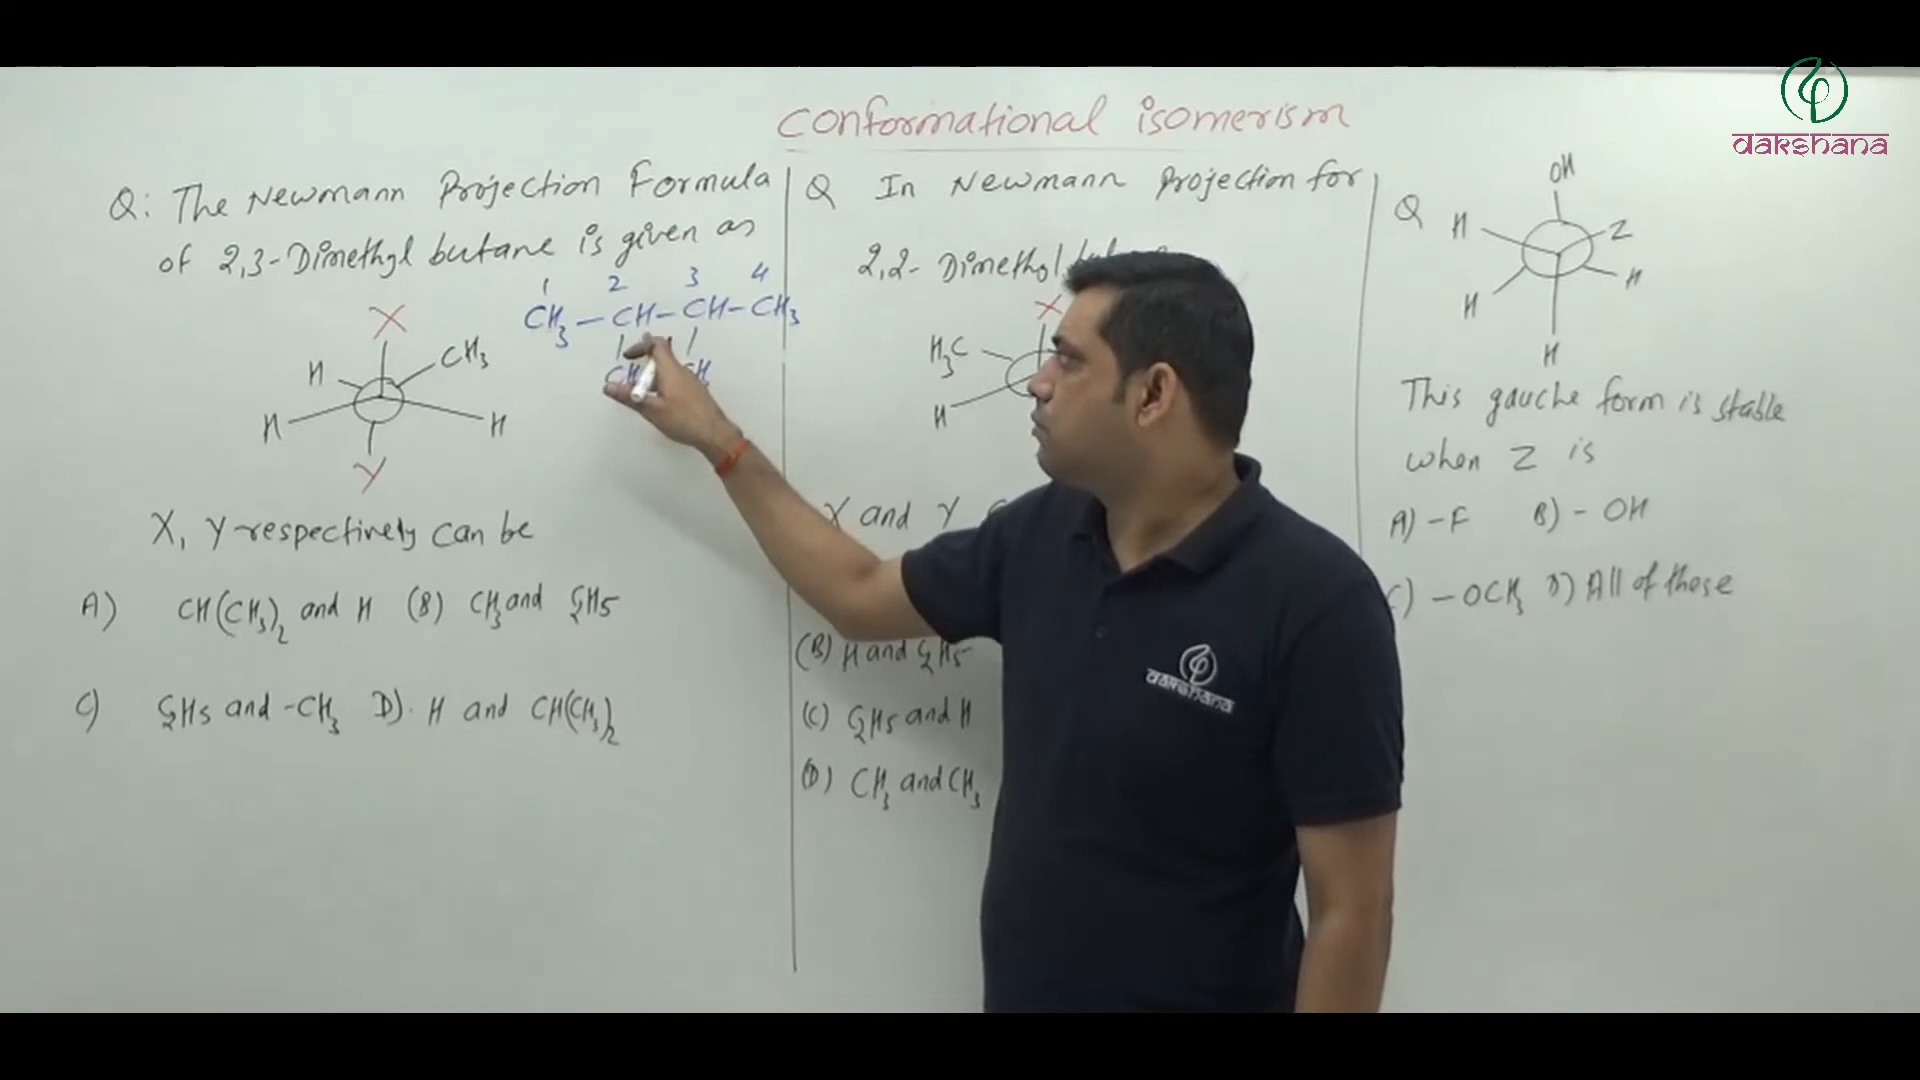 dakshana
conformational isomerism
Q: The Newmann Projection Formula
of 2,3-Dimethyl butane is given as
1 2 3 4
CH3 — CH — CH — CH3
CH CH
X
H CH3
H H
Y
X, Y respectively can be
A) CH(CH3)2 and H (B) CH3 and C2H5
C) C2H5 and -CH3 D). H and CH(CH3)2
Q In Newmann Projection for
2,2- Dimethyl
X
H3C
H
X and Y
(B) H and C2H5
(C) C2H5 and H
(D) CH3 and CH3
Q
OH
H Z
H H
H
This gauche form is stable
when Z is
A) -F B) - OH
C) — OCH3 D) All of these
dakshana